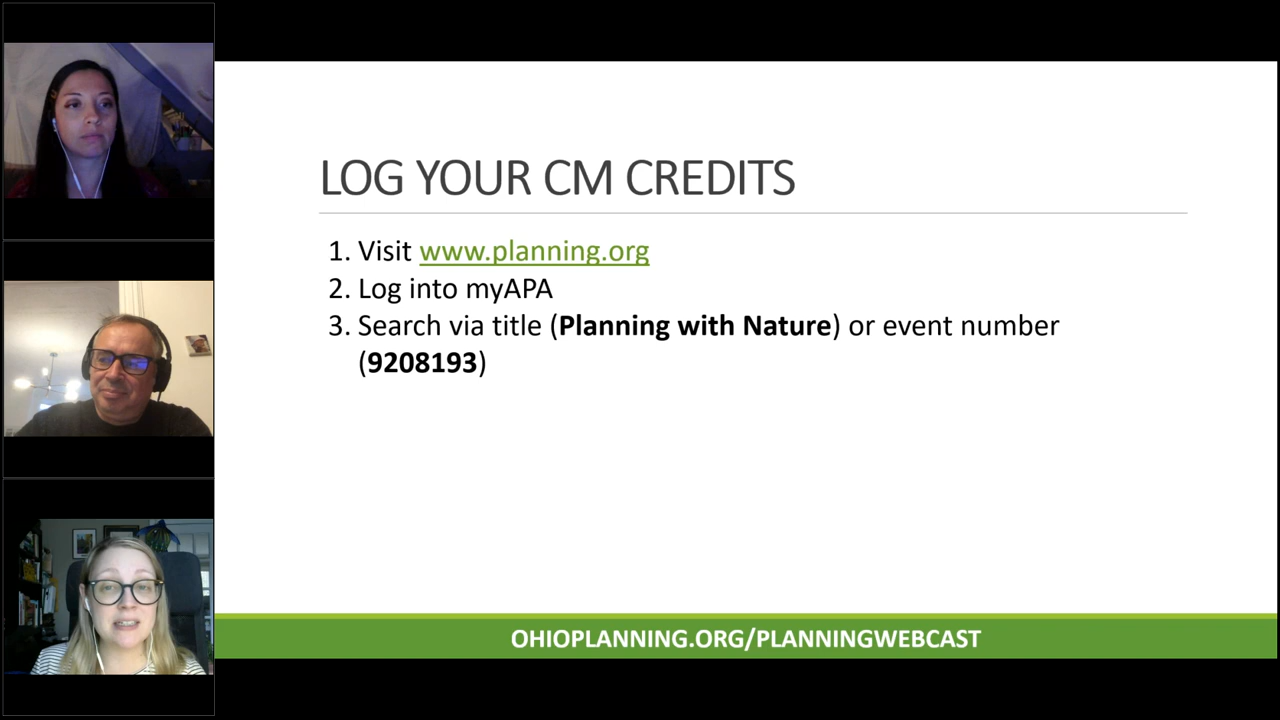 LOG YOUR CM CREDITS
1. Visit www.planning.org
2. Log into myAPA
3. Search via title (Planning with Nature) or event number
(9208193)
OHIOPLANNING.ORG/PLANNINGWEBCAST